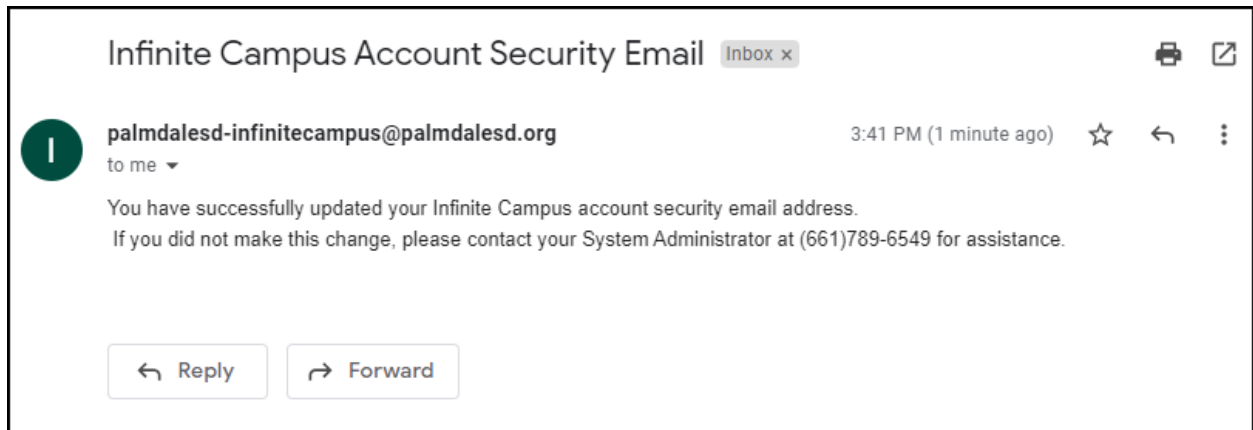 Infinite Campus Account Security Email Inbox x
I
palmdalesd-infinitecampus@palmdalesd.org 3:41 PM (1 minute ago)
to me
You have successfully updated your Infinite Campus account security email address.
If you did not make this change, please contact your System Administrator at (661)789-6549 for assistance.
Reply Forward